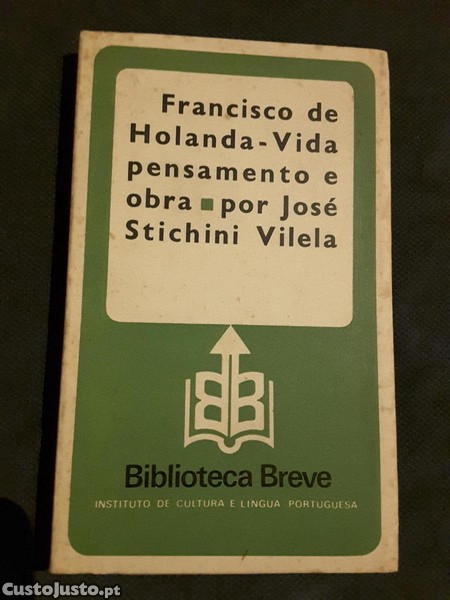 Francisco de
Holanda-Vida
pensamento e
obra ▪ por José
Stichini Vilela
BB
Biblioteca Breve
INSTITUTO DE CULTURA E LÍNGUA PORTUGUESA
CustoJusto.pt